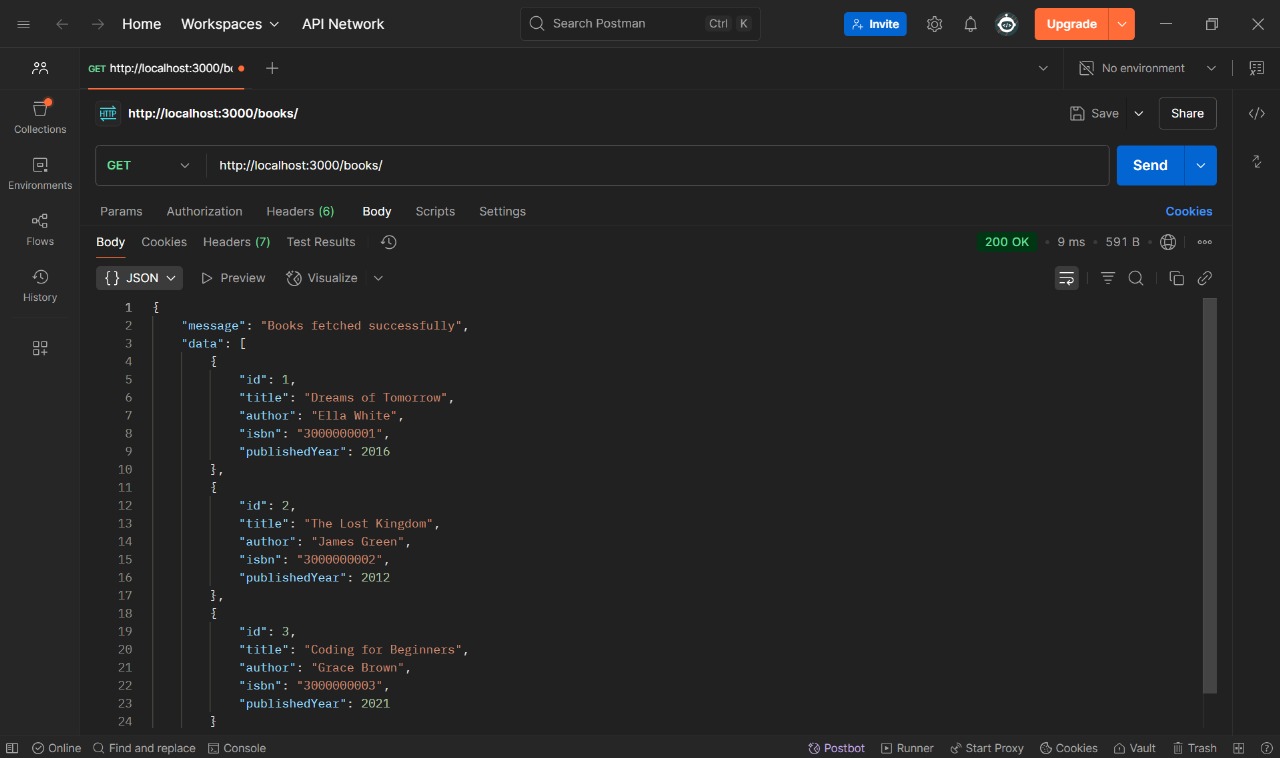 Home Workspaces API Network Search Postman Ctrl K Invite Upgrade
GET http://localhost:3000/b No environment
HTTP http://localhost:3000/books/ Save Share
GET http://localhost:3000/books/ Send
Collections
Environments
Flows
History
Params Authorization Headers (6) Body Scripts Settings Cookies
Body Cookies Headers (7) Test Results 200 OK • 9 ms • 591 B •
{} JSON Preview Visualize
1 {
2 "message": "Books fetched successfully",
3 "data": [
4 {
5 "id": 1,
6 "title": "Dreams of Tomorrow",
7 "author": "Ella White",
8 "isbn": "3000000001",
9 "publishedYear": 2016
10 },
11 {
12 "id": 2,
13 "title": "The Lost Kingdom",
14 "author": "James Green",
15 "isbn": "3000000002",
16 "publishedYear": 2012
17 },
18 {
19 "id": 3,
20 "title": "Coding for Beginners",
21 "author": "Grace Brown",
22 "isbn": "3000000003",
23 "publishedYear": 2021
24 }
Online Find and replace Console Postbot Runner Start Proxy Cookies Vault Trash